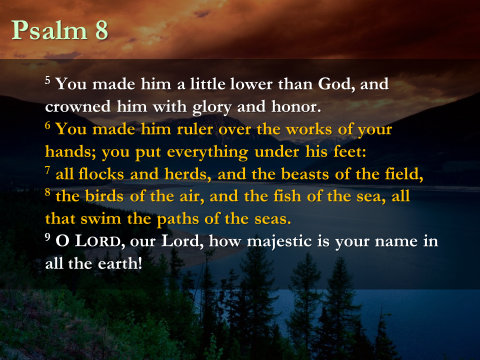 Psalm 8
5 You made him a little lower than God, and
crowned him with glory and honor.
6 You made him ruler over the works of your
hands; you put everything under his feet:
7 all flocks and herds, and the beasts of the field,
8 the birds of the air, and the fish of the sea, all
that swim the paths of the seas.
9 O LORD, our Lord, how majestic is your name in
all the earth!